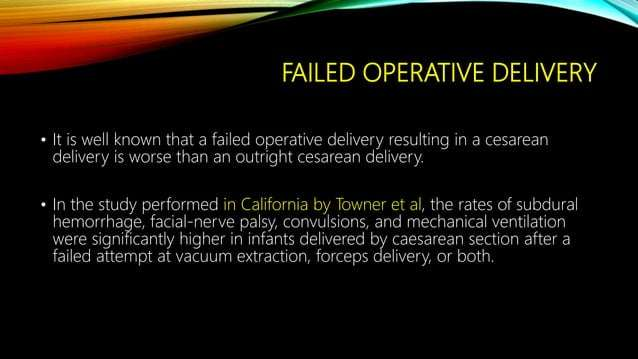 FAILED OPERATIVE DELIVERY
• It is well known that a failed operative delivery resulting in a cesarean
delivery is worse than an outright cesarean delivery.
• In the study performed in California by Towner et al, the rates of subdural
hemorrhage, facial-nerve palsy, convulsions, and mechanical ventilation
were significantly higher in infants delivered by caesarean section after a
failed attempt at vacuum extraction, forceps delivery, or both.